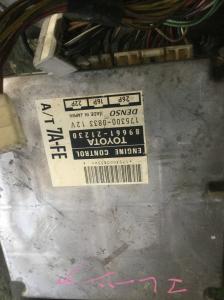 26P 16P 22P
DENSO MADE IN JAPAN
175300-0833 12V
TOYOTA
89661-21230
ENGINE CONTROL
A/T 7A-FE